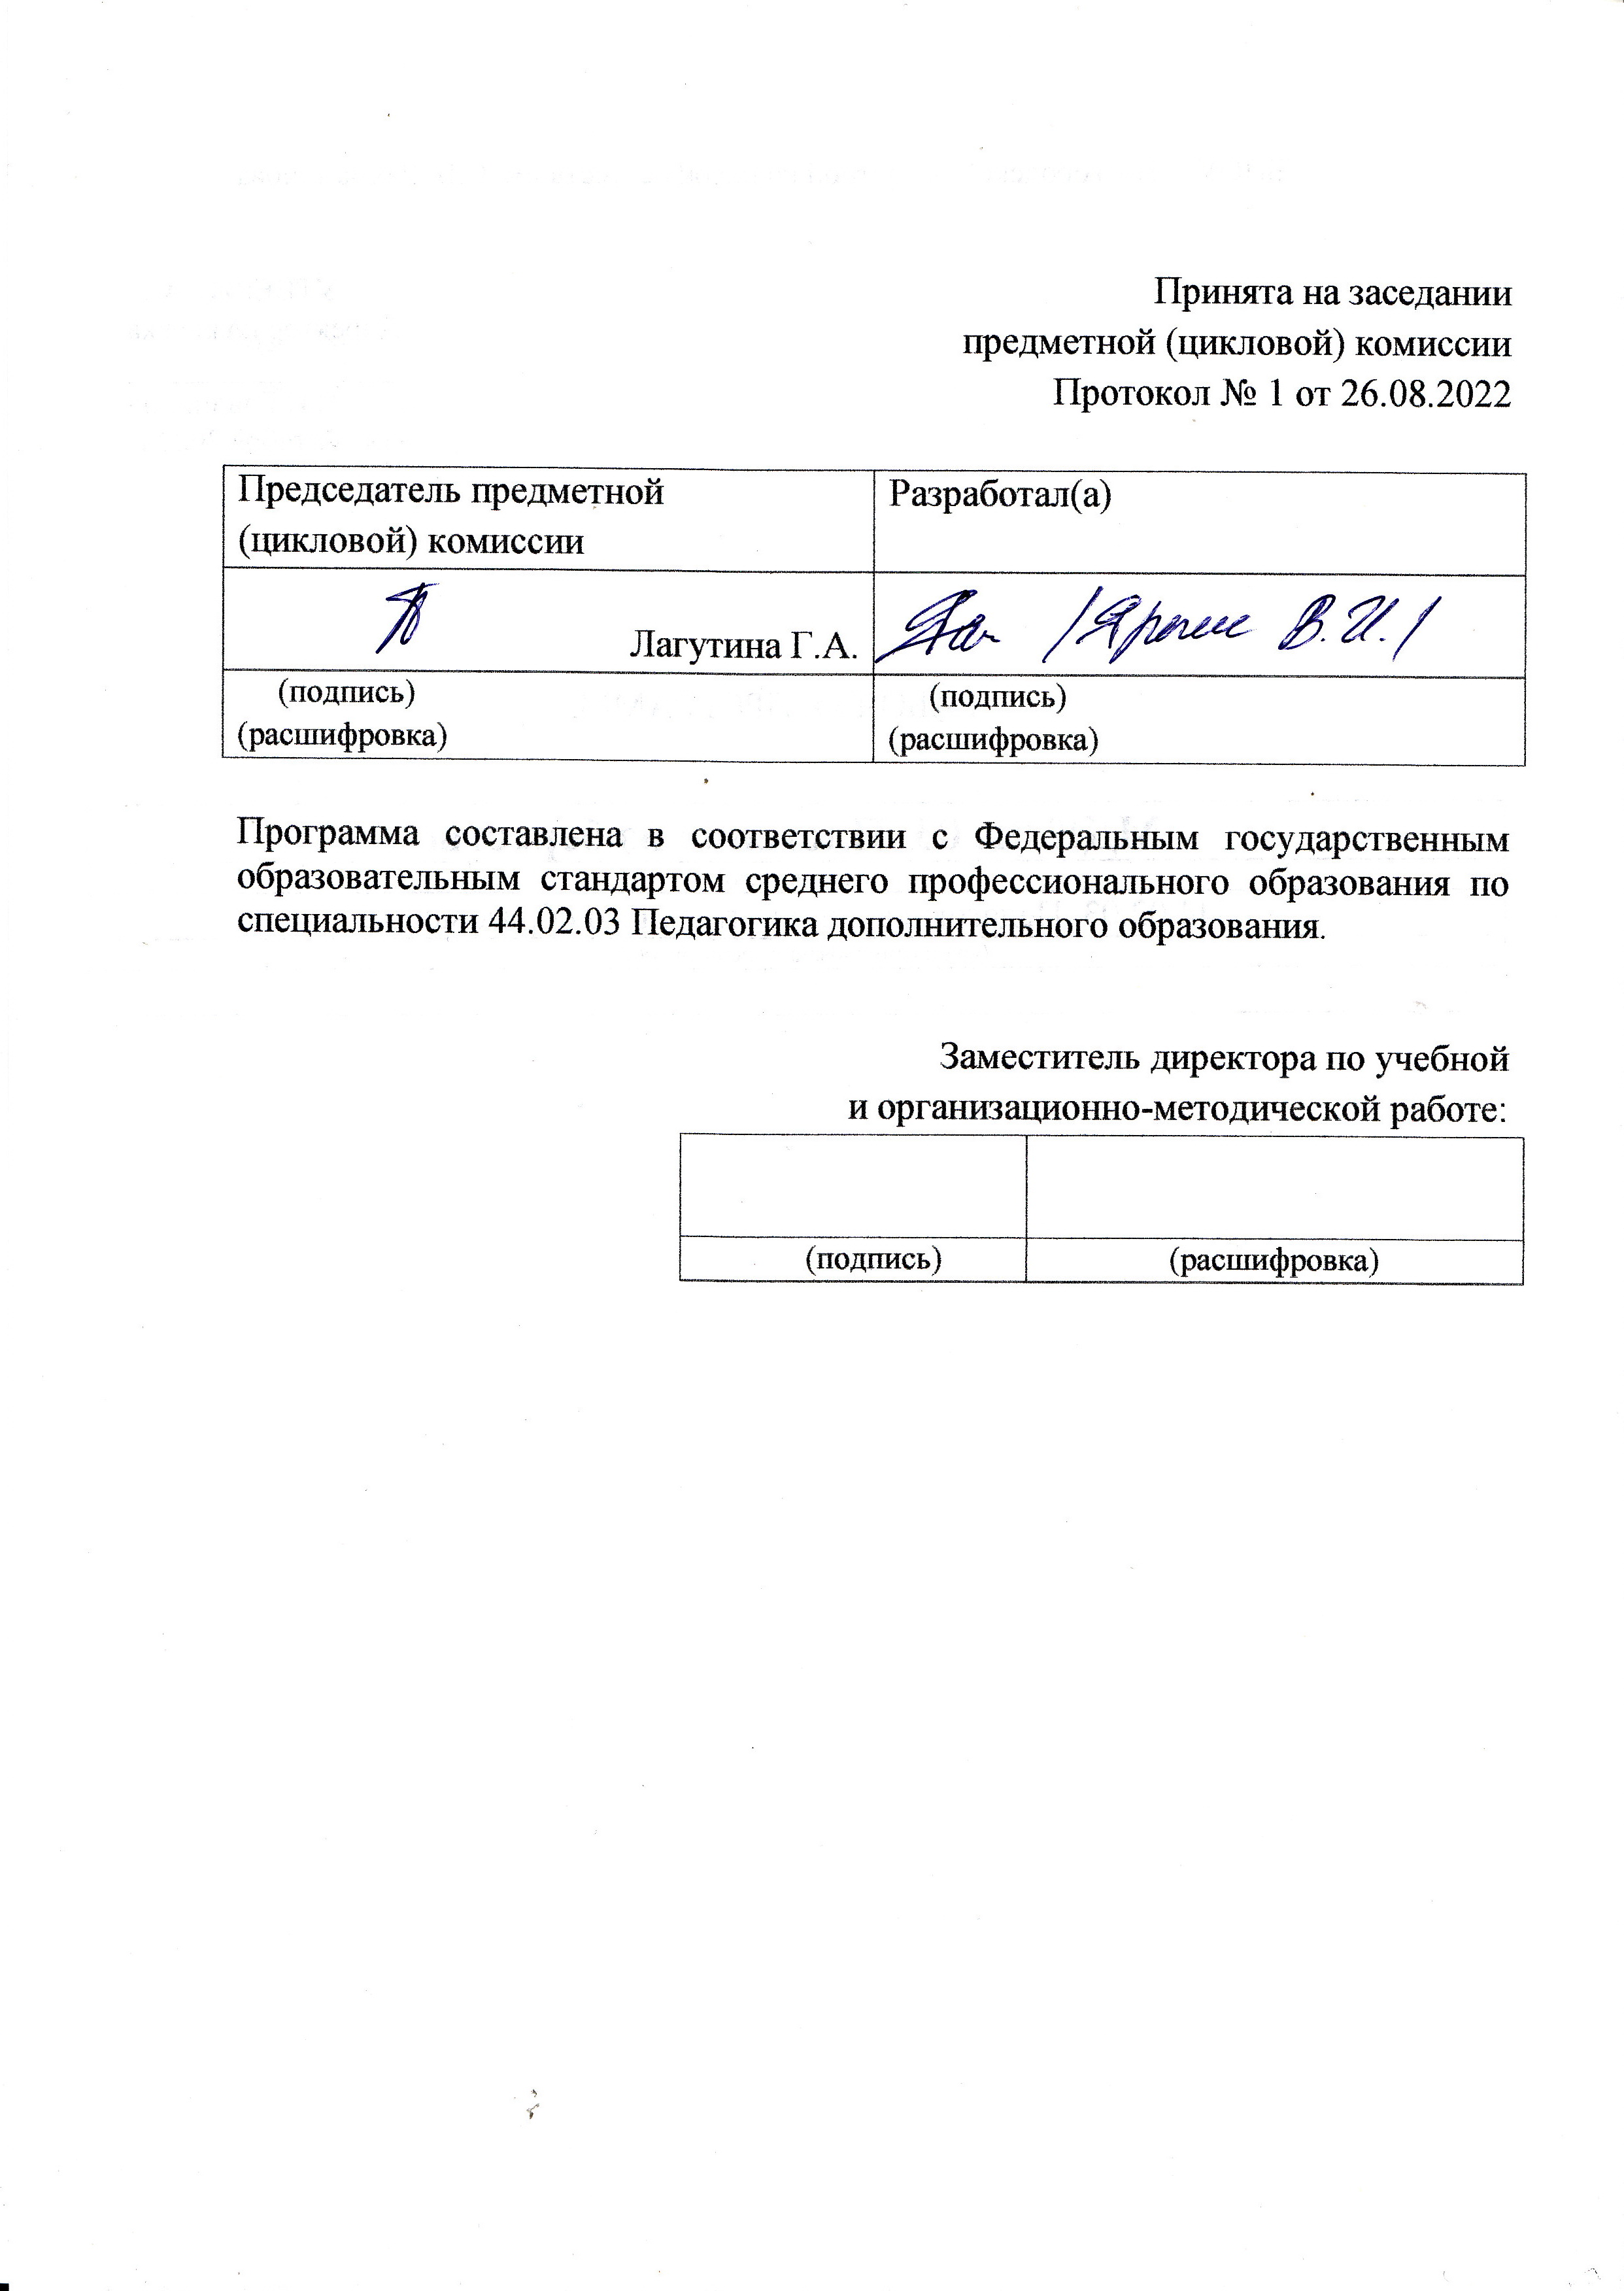 Принята на заседании
предметной (цикловой) комиссии
Протокол № 1 от 26.08.2022
Председатель предметной
(цикловой) комиссии
Разработал(а)
Лагутина Г.А.
В.И.
(подпись)
(расшифровка)
(подпись)
(расшифровка)
Программа составлена в соответствии с Федеральным государственным
образовательным стандартом среднего профессионального образования по
специальности 44.02.03 Педагогика дополнительного образования.
Заместитель директора по учебной
и организационно-методической работе:
(подпись)
(расшифровка)